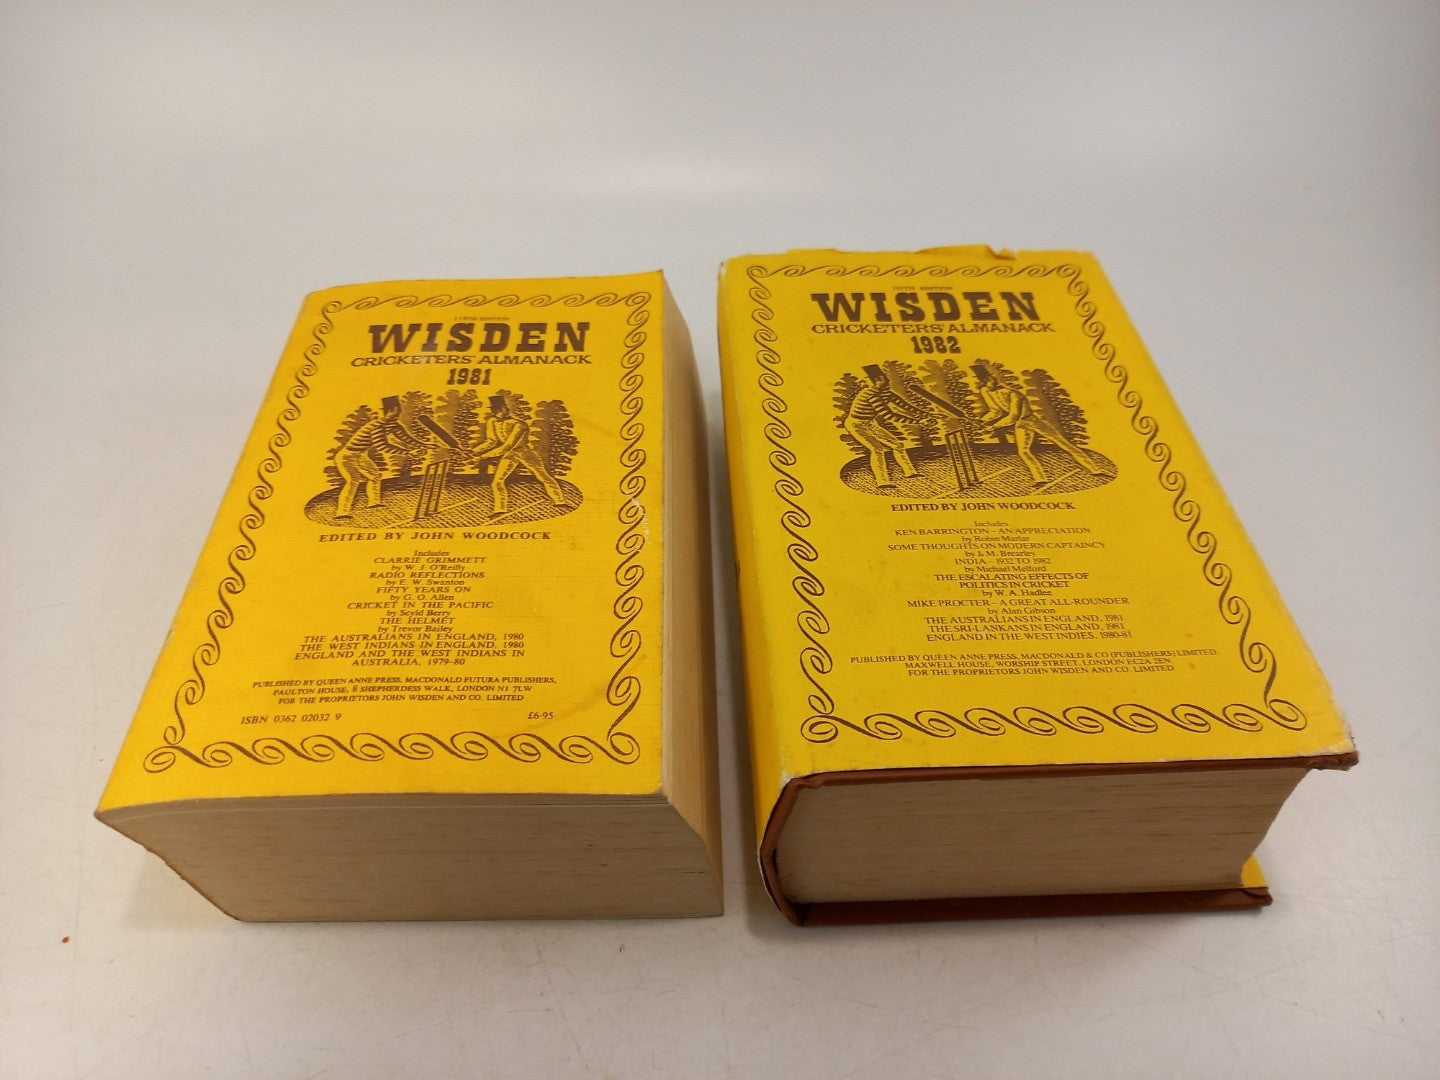 118TH EDITION
WISDEN
CRICKETERS' ALMANACK
1981
EDITED BY JOHN WOODCOCK
Includes
CLARRIE GRIMMETT
by W. J. O'Reilly
RADIO REFLECTIONS
by E. W. Swanton
FIFTY YEARS ON
by G. O. Allen
CRICKET IN THE PACIFIC
by Scyld Berry
THE HELMET
by Trevor Bailey
THE AUSTRALIANS IN ENGLAND, 1980
THE WEST INDIANS IN ENGLAND, 1980
ENGLAND AND THE WEST INDIANS IN
AUSTRALIA, 1979-80
PUBLISHED BY QUEEN ANNE PRESS, MACDONALD FUTURA PUBLISHERS,
PAULTON HOUSE, 8 SHEPHERDESS WALK, LONDON N1 7LW
FOR THE PROPRIETORS JOHN WISDEN AND CO. LIMITED
ISBN 0362 02032 9 £6·95
119TH EDITION
WISDEN
CRICKETERS' ALMANACK
1982
EDITED BY JOHN WOODCOCK
Includes
KEN BARRINGTON – AN APPRECIATION
by Robin Marlar
SOME THOUGHTS ON MODERN CAPTAINCY
by J. M. Brearley
INDIA – 1932 TO 1982
by Michael Melford
THE ESCALATING EFFECTS OF
POLITICS IN CRICKET
by W. A. Hadlee
MIKE PROCTER – A GREAT ALL-ROUNDER
by Alan Gibson
THE AUSTRALIANS IN ENGLAND, 1981
THE SRI-LANKANS IN ENGLAND, 1981
ENGLAND IN THE WEST INDIES, 1980-81
PUBLISHED BY QUEEN ANNE PRESS, MACDONALD & CO (PUBLISHERS) LIMITED,
MAXWELL HOUSE, WORSHIP STREET, LONDON EC2A 2EN
FOR THE PROPRIETORS JOHN WISDEN AND CO. LIMITED